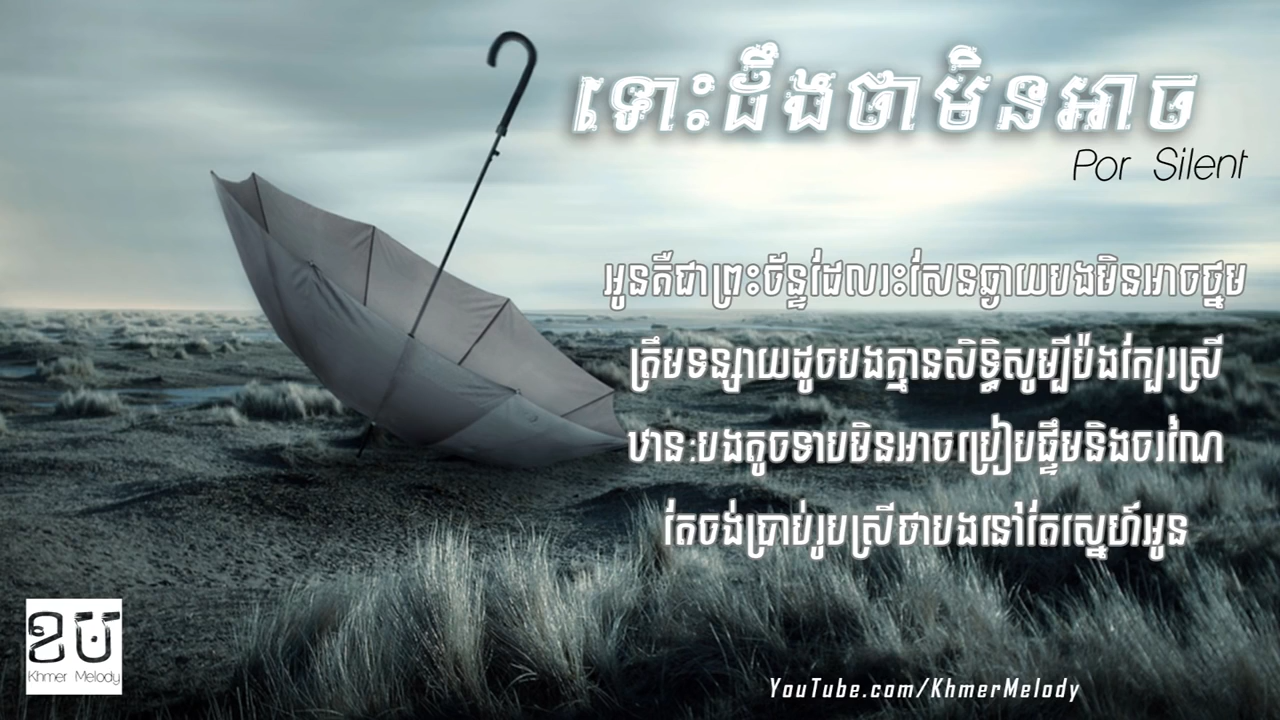 ទោះដឹងថាមិនអាច
Por Silent
អូនគឺជាព្រះច័ន្ទដែលរះសែនឆ្ងាយបងមិនអាចថ្នម
ត្រឹមទន្សាយដូចបងគ្មានសិទ្ធិសូម្បីប៉ងក្បែរស្រី
ឋានៈបងតូចទាបមិនអាចប្រៀបផ្ទឹមនិងចរណៃ
តែចង់ប្រាប់រូបស្រីថាបងនៅតែស្នេហ៍អូន
ខម
Khmer Melody
YouTube.com/KhmerMelody